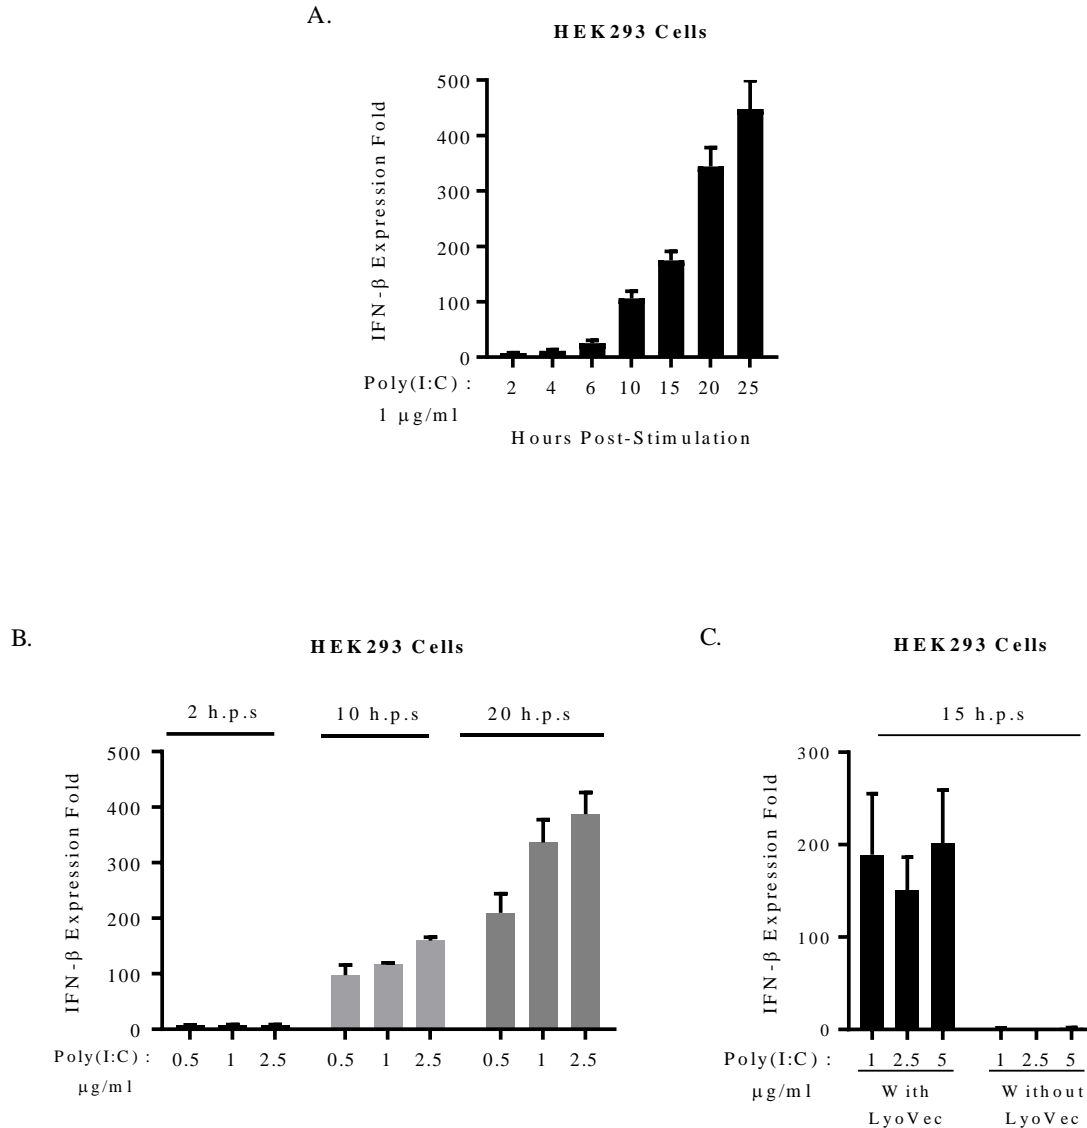 A.
HEK293 Cells
IFN-β Expression Fold
500
400
300
200
100
0
Poly(I:C) : 2 4 6 10 15 20 25
1 μg/ml
Hours Post-Stimulation
B.
HEK293 Cells
2 h.p.s 10 h.p.s 20 h.p.s
IFN-β Expression Fold
500
400
300
200
100
0
Poly(I:C) : 0.5 1 2.5 0.5 1 2.5 0.5 1 2.5
μg/ml
C.
HEK293 Cells
15 h.p.s
IFN-β Expression Fold
300
200
100
0
Poly(I:C) : 1 2.5 5 1 2.5 5
μg/ml With Without
LyoVec LyoVec